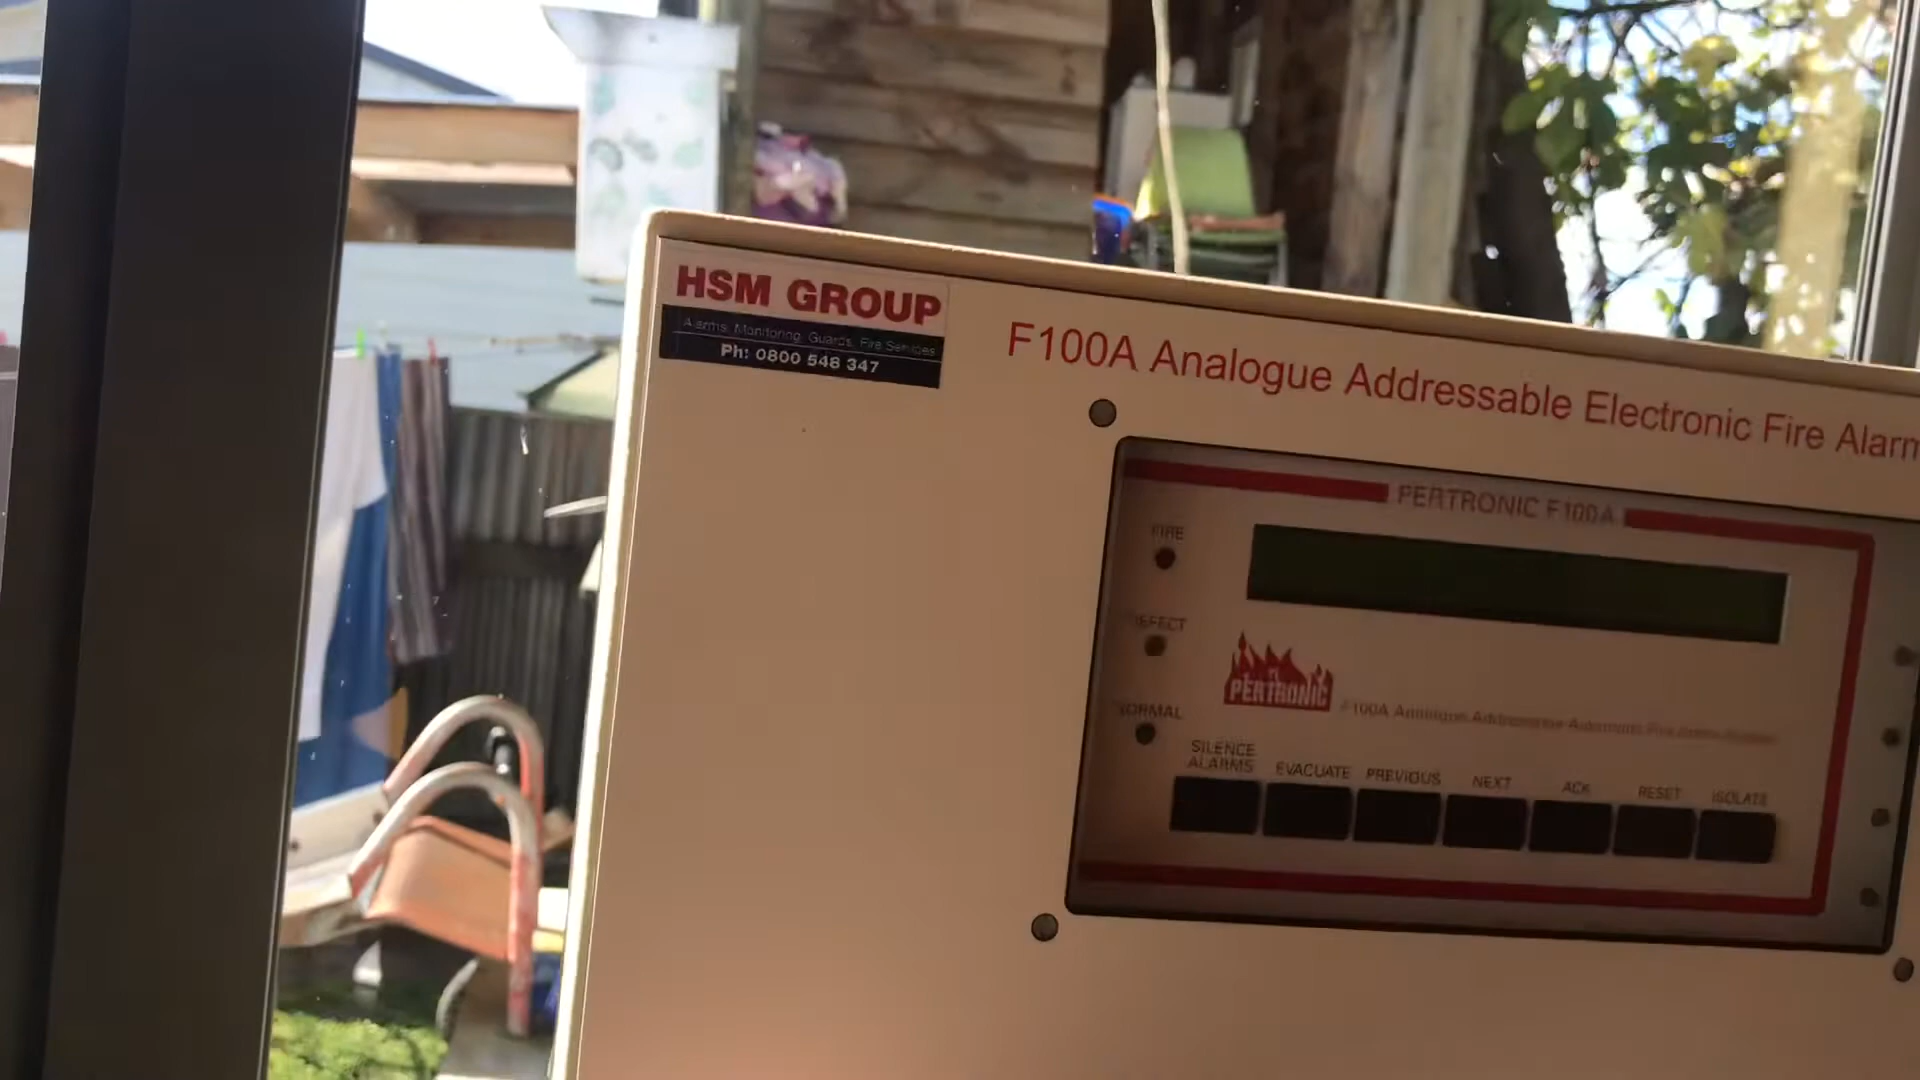 HSM GROUP
Alarms, Monitoring, Guards, Fire Services
Ph: 0800 548 347
F100A Analogue Addressable Electronic Fire Alarm
PERTRONIC F100A
FIRE
DEFECT
NORMAL
PERTRONIC
F100A Analogue Addressable Automatic Fire Alarm System
SILENCE
ALARMS
EVACUATE
PREVIOUS
NEXT
ACK
RESET
ISOLATE